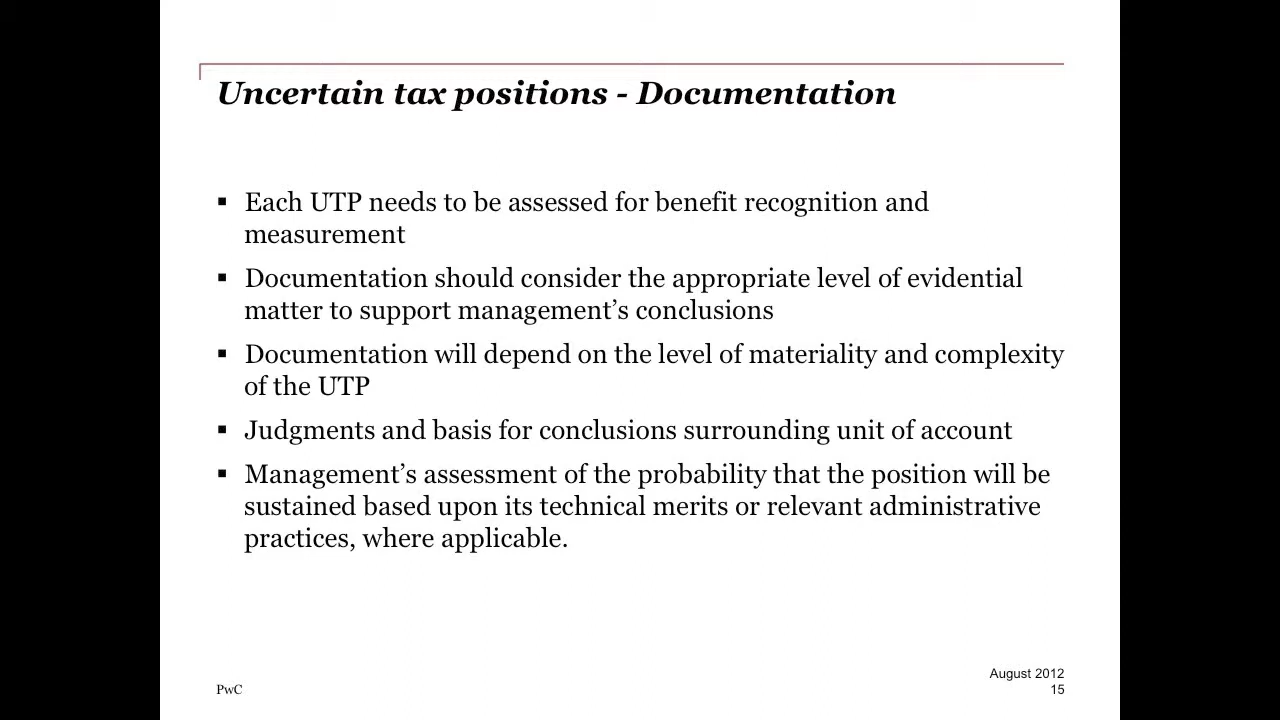 Uncertain tax positions - Documentation
▪ Each UTP needs to be assessed for benefit recognition and
measurement
▪ Documentation should consider the appropriate level of evidential
matter to support management’s conclusions
▪ Documentation will depend on the level of materiality and complexity
of the UTP
▪ Judgments and basis for conclusions surrounding unit of account
▪ Management’s assessment of the probability that the position will be
sustained based upon its technical merits or relevant administrative
practices, where applicable.
August 2012
PwC
15